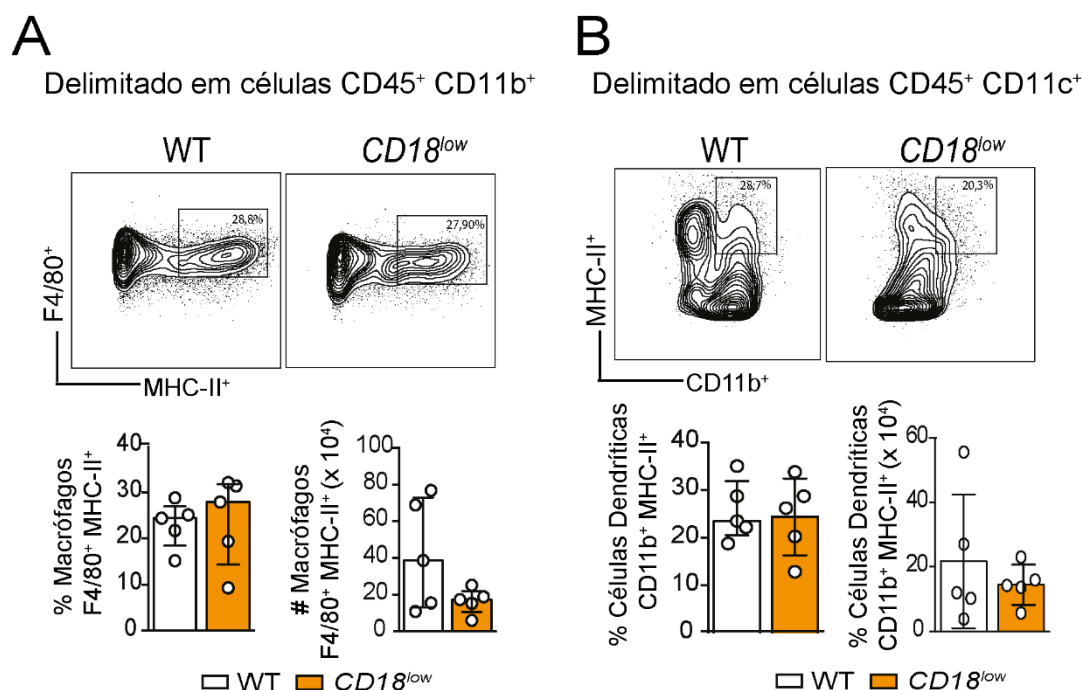 A
Delimitado em células CD45⁺ CD11b⁺
WT
CD18ˡᵒʷ
28,8%
27,90%
F4/80⁺
MHC-II⁺
% Macrófagos
F4/80⁺ MHC-II⁺
40
30
20
10
0
# Macrófagos
F4/80⁺ MHC-II⁺ (x 10⁴)
100
80
60
40
20
0
WT
CD18ˡᵒʷ
B
Delimitado em células CD45⁺ CD11c⁺
WT
CD18ˡᵒʷ
28,7%
20,3%
MHC-II⁺
CD11b⁺
% Células Dendríticas
CD11b⁺ MHC-II⁺
40
30
20
10
0
% Células Dendríticas
CD11b⁺ MHC-II⁺ (x 10⁴)
60
40
20
0
WT
CD18ˡᵒʷ